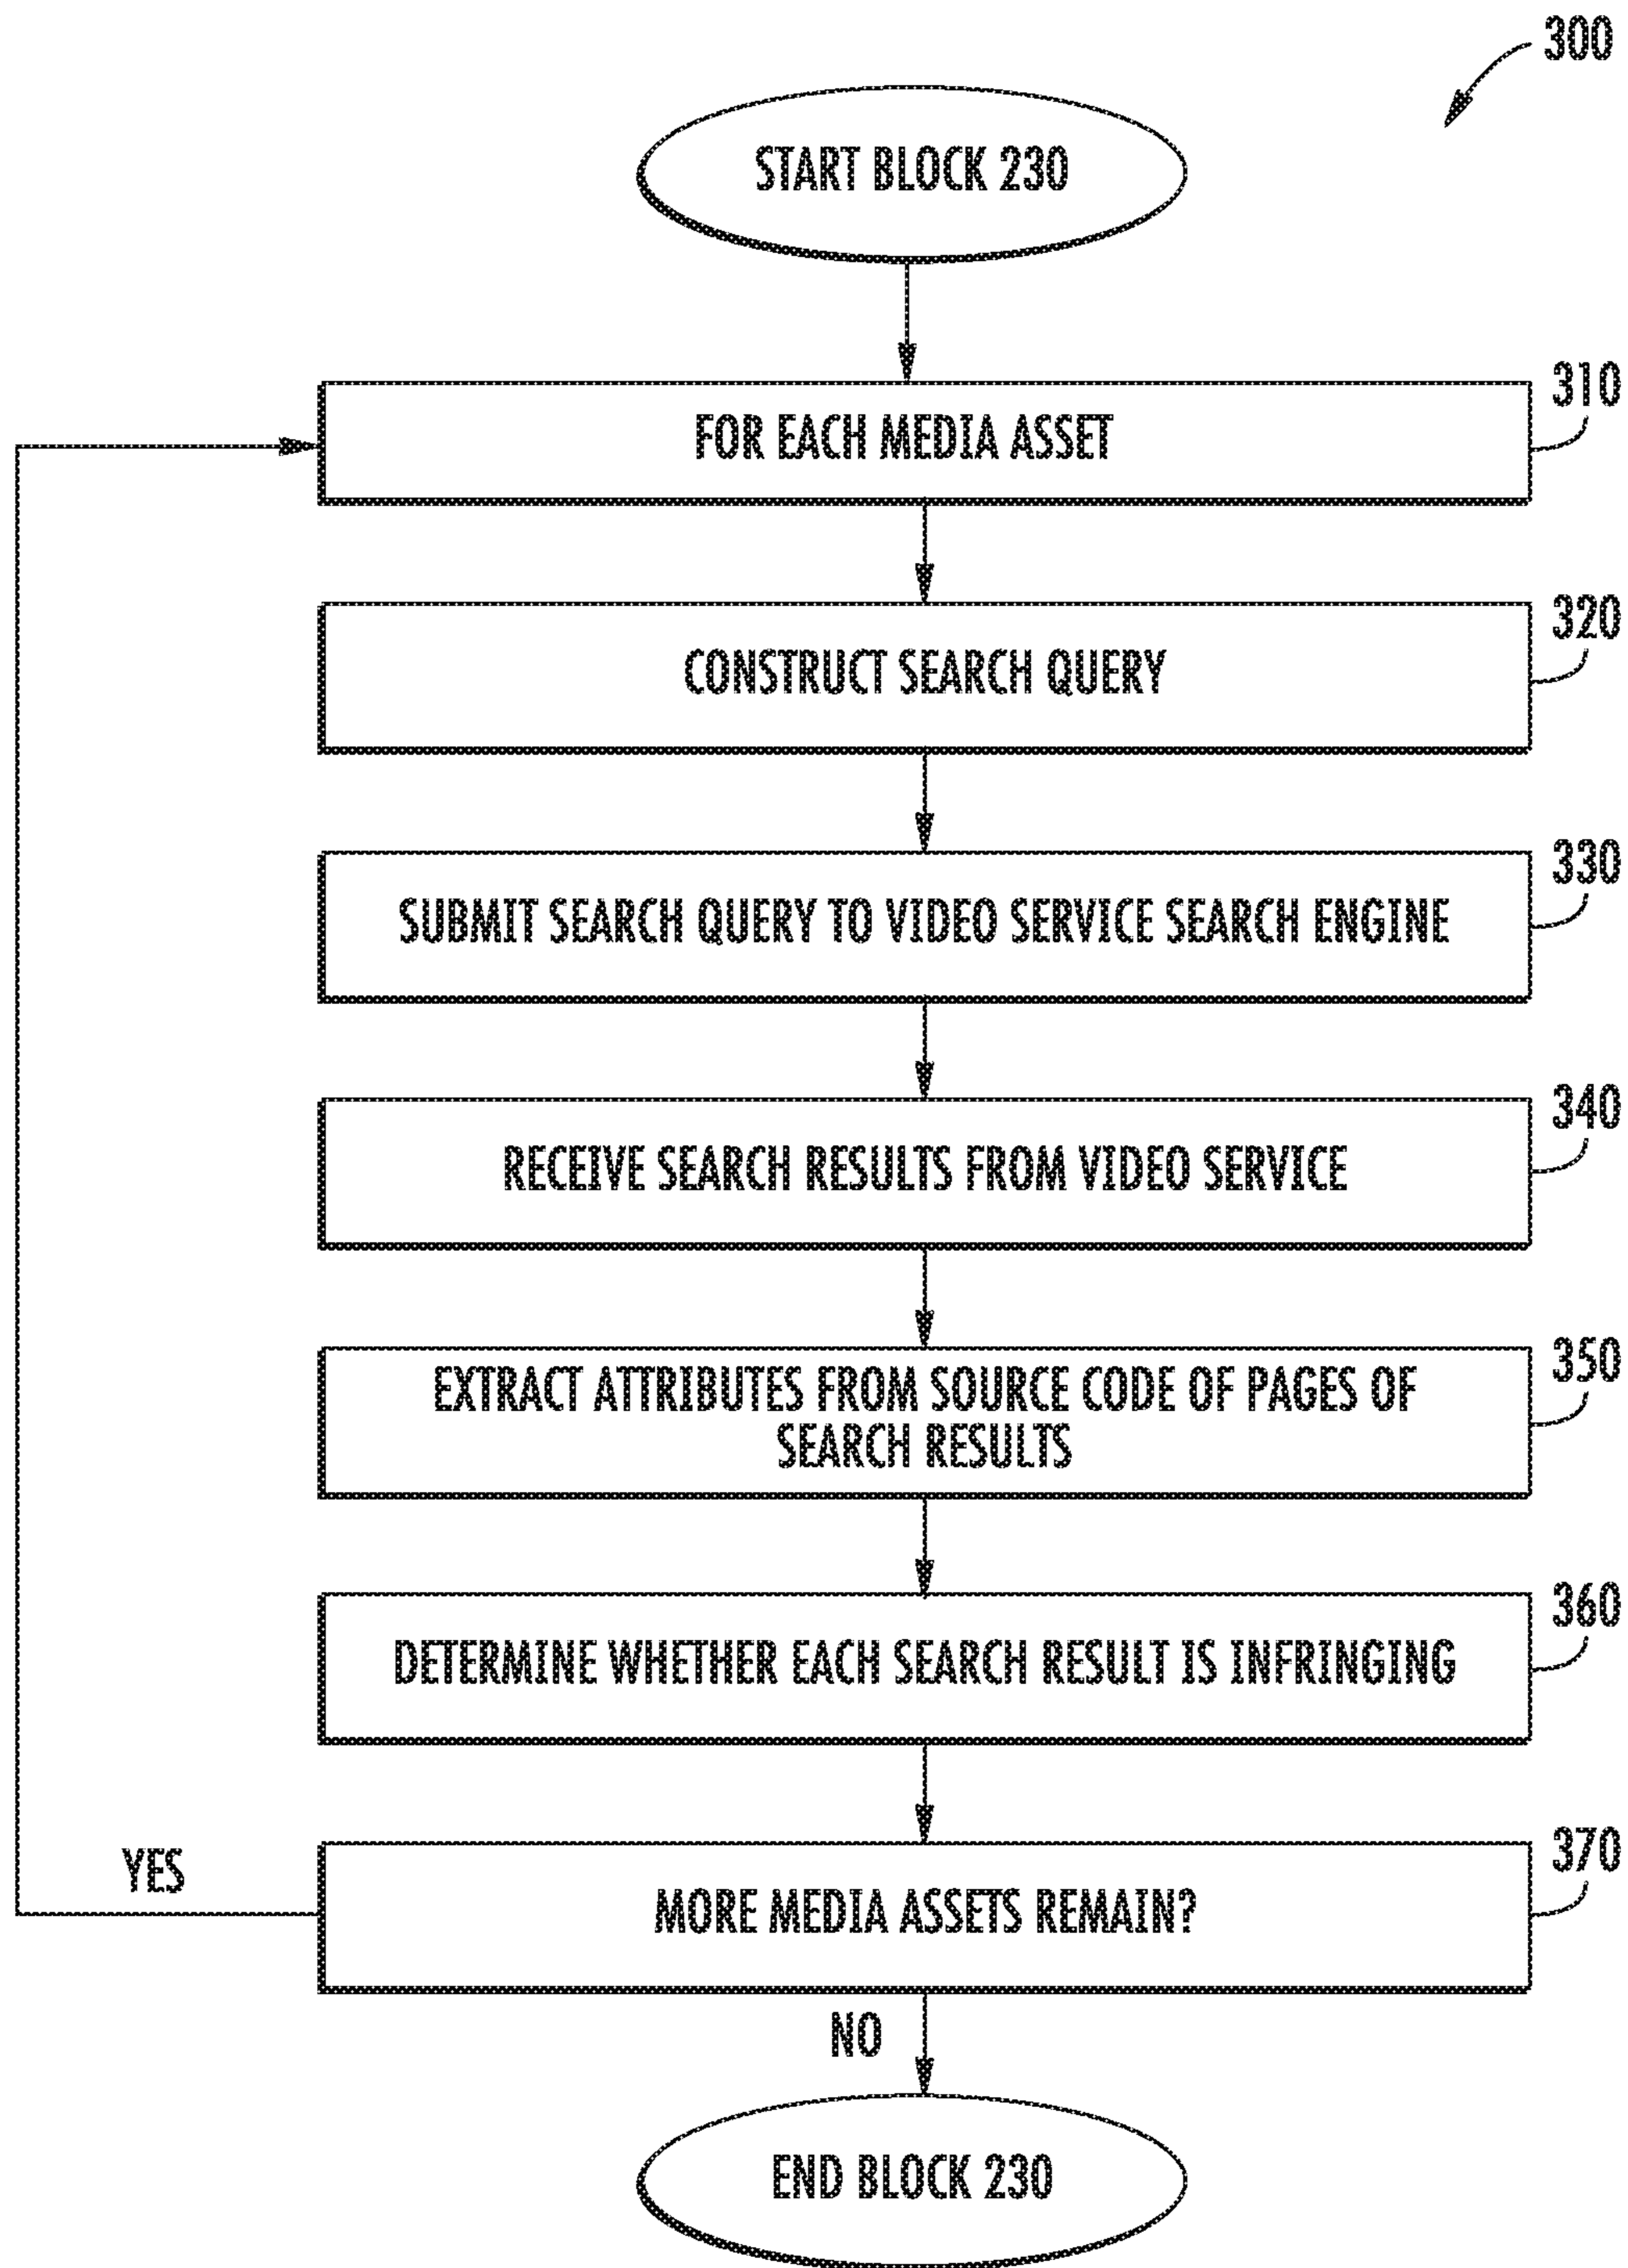 300
START BLOCK 230
310
FOR EACH MEDIA ASSET
320
CONSTRUCT SEARCH QUERY
330
SUBMIT SEARCH QUERY TO VIDEO SERVICE SEARCH ENGINE
340
RECEIVE SEARCH RESULTS FROM VIDEO SERVICE
350
EXTRACT ATTRIBUTES FROM SOURCE CODE OF PAGES OF
SEARCH RESULTS
360
DETERMINE WHETHER EACH SEARCH RESULT IS INFRINGING
370
YES
MORE MEDIA ASSETS REMAIN?
NO
END BLOCK 230